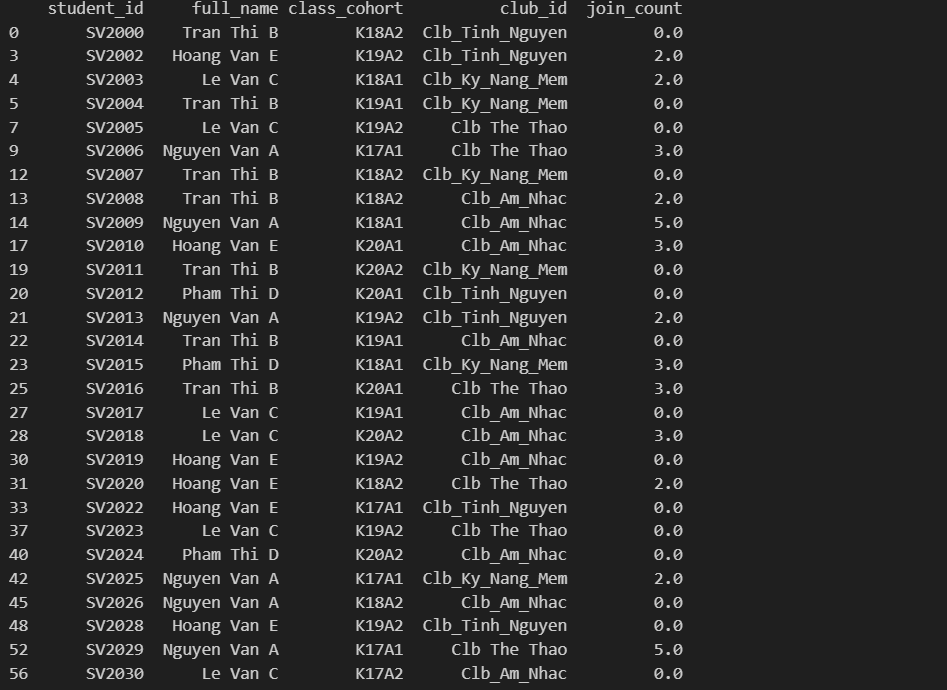 student_id full_name class_cohort club_id join_count
0 SV2000 Tran Thi B K18A2 Clb_Tinh_Nguyen 0.0
3 SV2002 Hoang Van E K19A2 Clb_Tinh_Nguyen 2.0
4 SV2003 Le Van C K18A1 Clb_Ky_Nang_Mem 2.0
5 SV2004 Tran Thi B K19A1 Clb_Ky_Nang_Mem 0.0
7 SV2005 Le Van C K19A2 Clb The Thao 0.0
9 SV2006 Nguyen Van A K17A1 Clb The Thao 3.0
12 SV2007 Tran Thi B K18A2 Clb_Ky_Nang_Mem 0.0
13 SV2008 Tran Thi B K18A2 Clb_Am_Nhac 2.0
14 SV2009 Nguyen Van A K18A1 Clb_Am_Nhac 5.0
17 SV2010 Hoang Van E K20A1 Clb_Am_Nhac 3.0
19 SV2011 Tran Thi B K20A2 Clb_Ky_Nang_Mem 0.0
20 SV2012 Pham Thi D K20A1 Clb_Tinh_Nguyen 0.0
21 SV2013 Nguyen Van A K19A2 Clb_Tinh_Nguyen 2.0
22 SV2014 Tran Thi B K19A1 Clb_Am_Nhac 0.0
23 SV2015 Pham Thi D K18A1 Clb_Ky_Nang_Mem 3.0
25 SV2016 Tran Thi B K20A1 Clb The Thao 3.0
27 SV2017 Le Van C K19A1 Clb_Am_Nhac 0.0
28 SV2018 Le Van C K20A2 Clb_Am_Nhac 3.0
30 SV2019 Hoang Van E K19A2 Clb_Am_Nhac 0.0
31 SV2020 Hoang Van E K18A2 Clb The Thao 2.0
33 SV2022 Hoang Van E K17A1 Clb_Tinh_Nguyen 0.0
37 SV2023 Le Van C K19A2 Clb The Thao 0.0
40 SV2024 Pham Thi D K20A2 Clb_Am_Nhac 0.0
42 SV2025 Nguyen Van A K17A1 Clb_Ky_Nang_Mem 2.0
45 SV2026 Nguyen Van A K18A2 Clb_Am_Nhac 0.0
48 SV2028 Hoang Van E K19A2 Clb_Tinh_Nguyen 0.0
52 SV2029 Nguyen Van A K17A1 Clb The Thao 5.0
56 SV2030 Le Van C K17A2 Clb_Am_Nhac 0.0